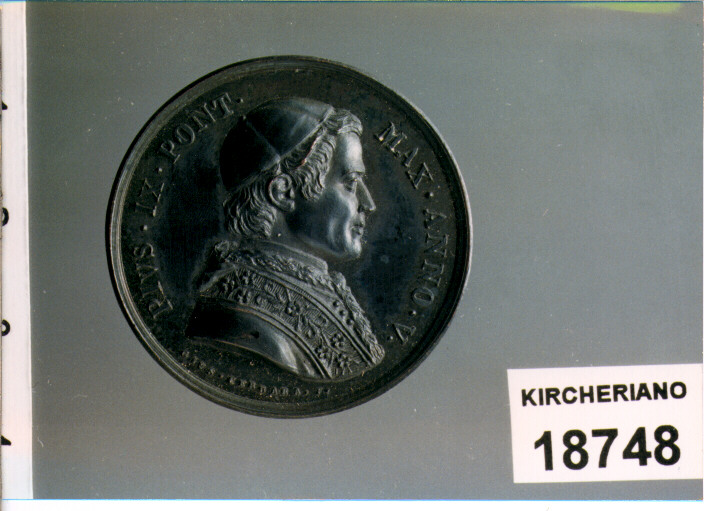 PIVS · IX · PONT · MAX · ANNO · V ·
KIRCHERIANO
18748